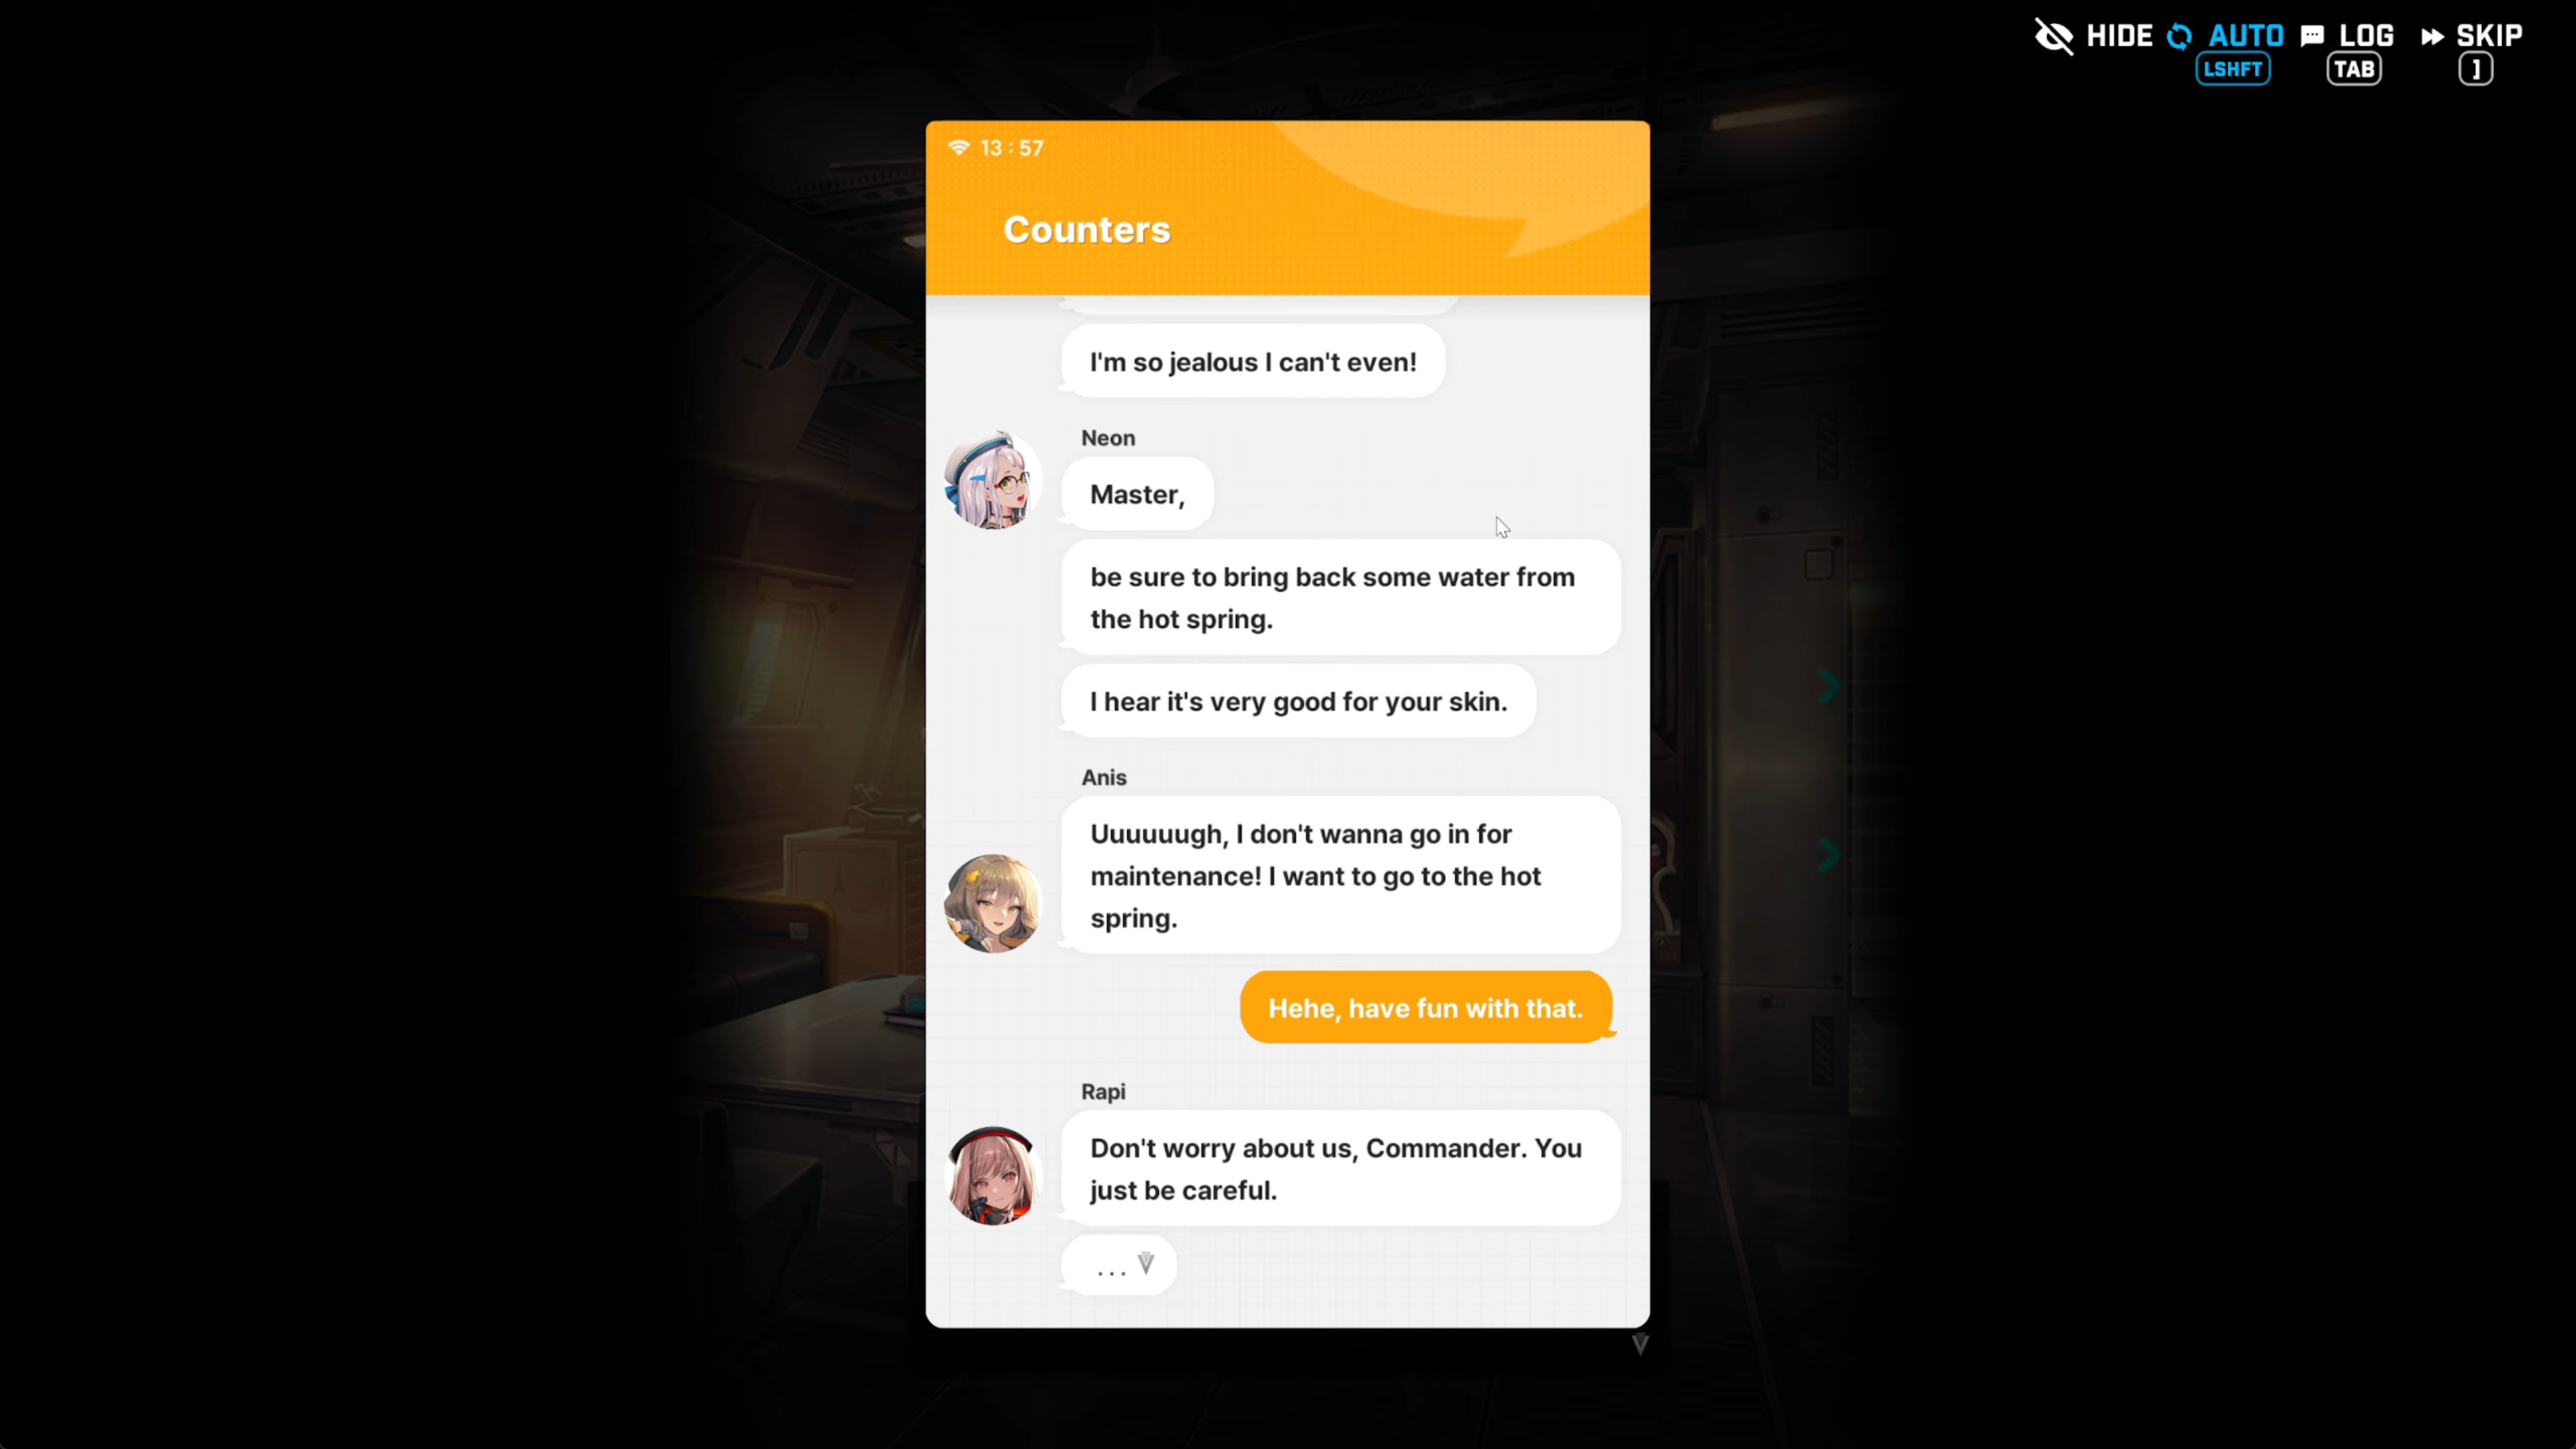 HIDE AUTO LOG SKIP
LSHFT TAB ]
13 : 57
Counters
I'm so jealous I can't even!
Neon
Master,
be sure to bring back some water from
the hot spring.
I hear it's very good for your skin.
Anis
Uuuuuugh, I don't wanna go in for
maintenance! I want to go to the hot
spring.
Hehe, have fun with that.
Rapi
Don't worry about us, Commander. You
just be careful.
...